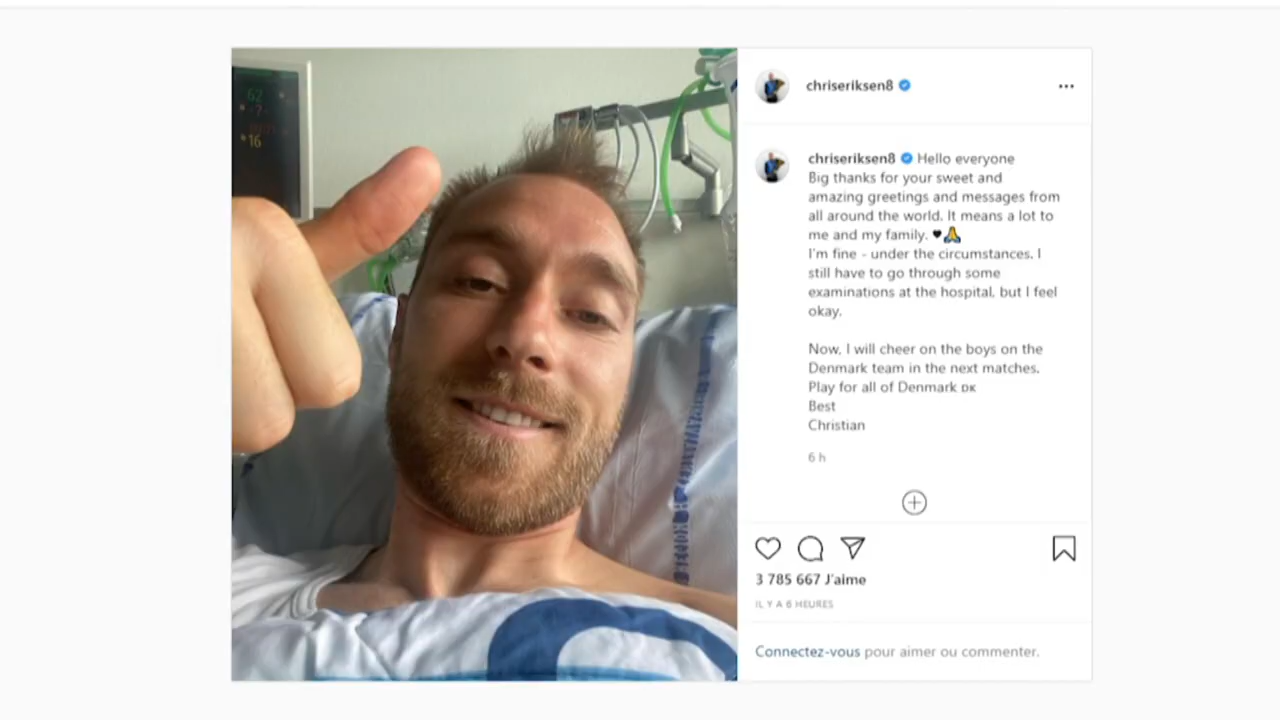 62
-?-
16
chriseriksen8
chriseriksen8 Hello everyone
Big thanks for your sweet and
amazing greetings and messages from
all around the world. It means a lot to
me and my family. ♥🙏
I'm fine - under the circumstances. I
still have to go through some
examinations at the hospital, but I feel
okay.
Now, I will cheer on the boys on the
Denmark team in the next matches.
Play for all of Denmark DK
Best
Christian
6 h
3 785 667 J'aime
IL Y A 6 HEURES
Connectez-vous pour aimer ou commenter.